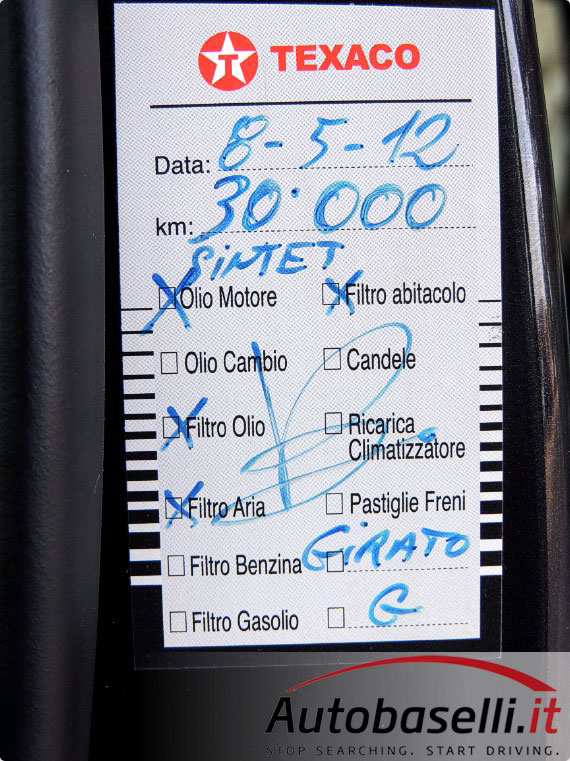 TEXACO
Data: 8-5-12
km: 30.000
SINTET
Olio Motore
Filtro abitacolo
Olio Cambio
Candele
Filtro Olio
Ricarica
Climatizzatore
Filtro Aria
Pastiglie Freni
Filtro Benzina
GiRATO
Filtro Gasolio
G
Autobaselli.it
STOP SEARCHING. START DRIVING.